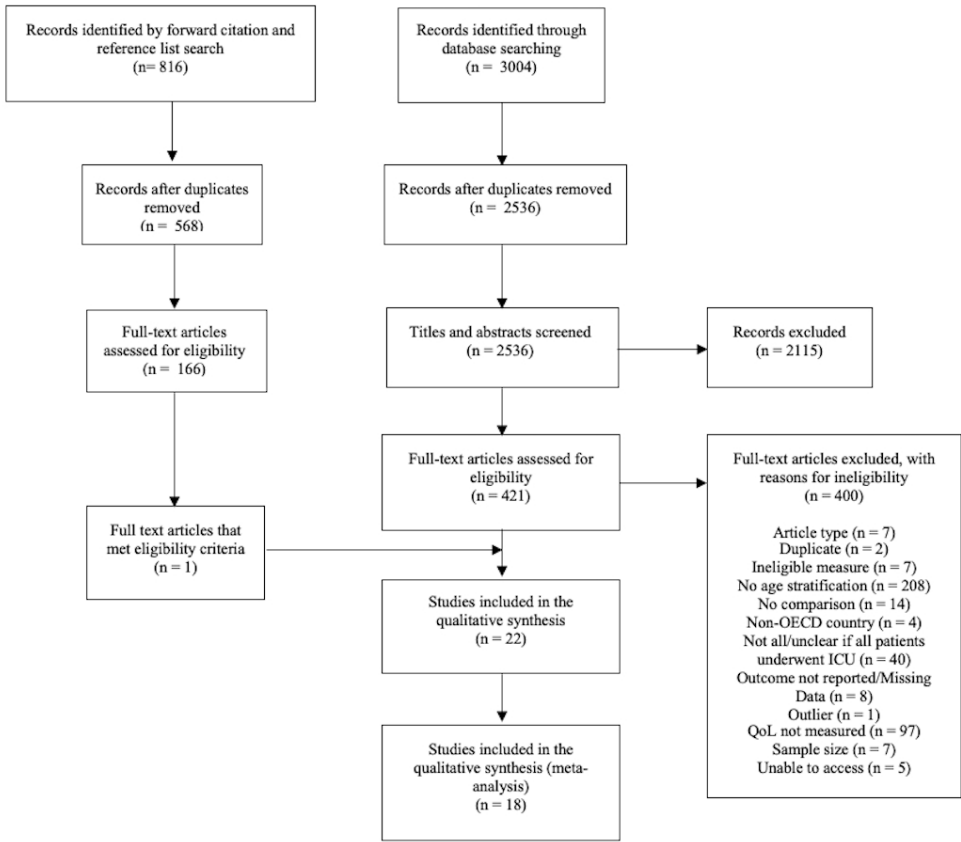 Records identified by forward citation and
reference list search
(n= 816)
Records identified through
database searching
(n = 3004)
Records after duplicates
removed
(n = 568)
Records after duplicates removed
(n = 2536)
Full-text articles
assessed for eligibility
(n = 166)
Titles and abstracts screened
(n = 2536)
Records excluded
(n = 2115)
Full-text articles assessed for
eligibility
(n = 421)
Full-text articles excluded, with
reasons for ineligibility
(n = 400)
Article type (n = 7)
Duplicate (n = 2)
Ineligible measure (n = 7)
No age stratification (n = 208)
No comparison (n = 14)
Non-OECD country (n = 4)
Not all/unclear if all patients
underwent ICU (n = 40)
Outcome not reported/Missing
Data (n = 8)
Outlier (n = 1)
QoL not measured (n = 97)
Sample size (n = 7)
Unable to access (n = 5)
Full text articles that
met eligibility criteria
(n = 1)
Studies included in the
qualitative synthesis
(n = 22)
Studies included in the
qualitative synthesis (meta-
analysis)
(n = 18)